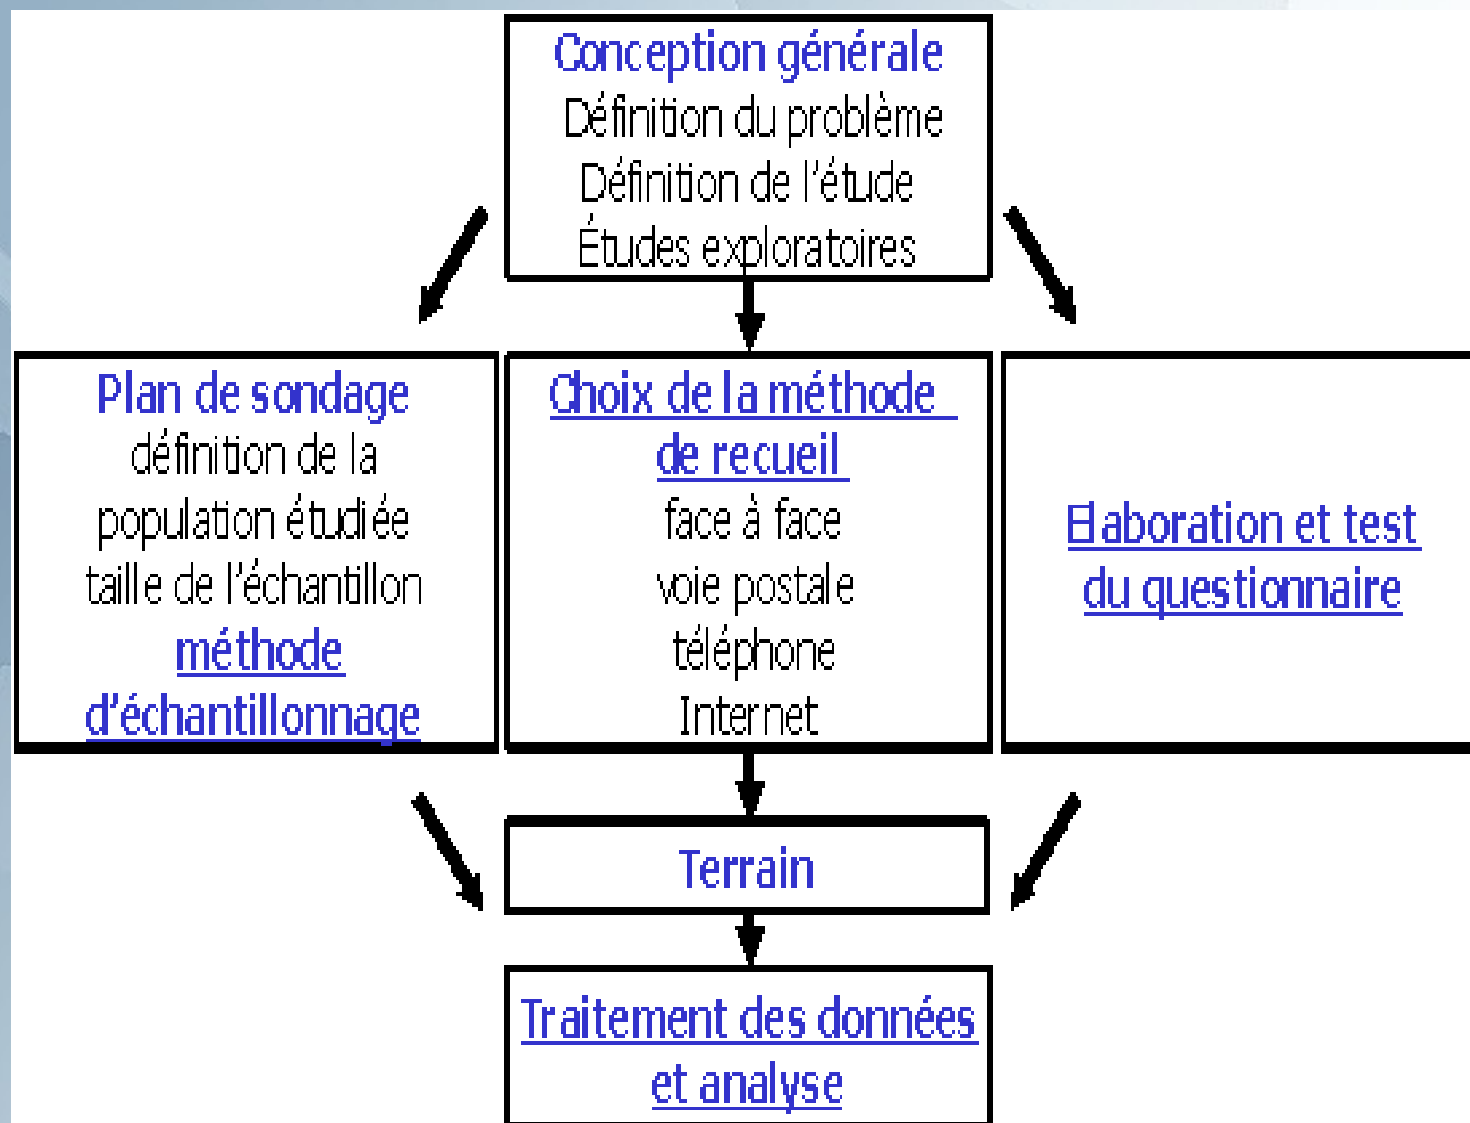 Conception générale
Définition du problème
Définition de l'étude
Études exploratoires
Plan de sondage
définition de la
population étudiée
taille de l'échantillon
méthode
d'échantillonnage
Choix de la méthode
de recueil
face à face
voie postale
téléphone
Internet
Elaboration et test
du questionnaire
Terrain
Traitement des données
et analyse